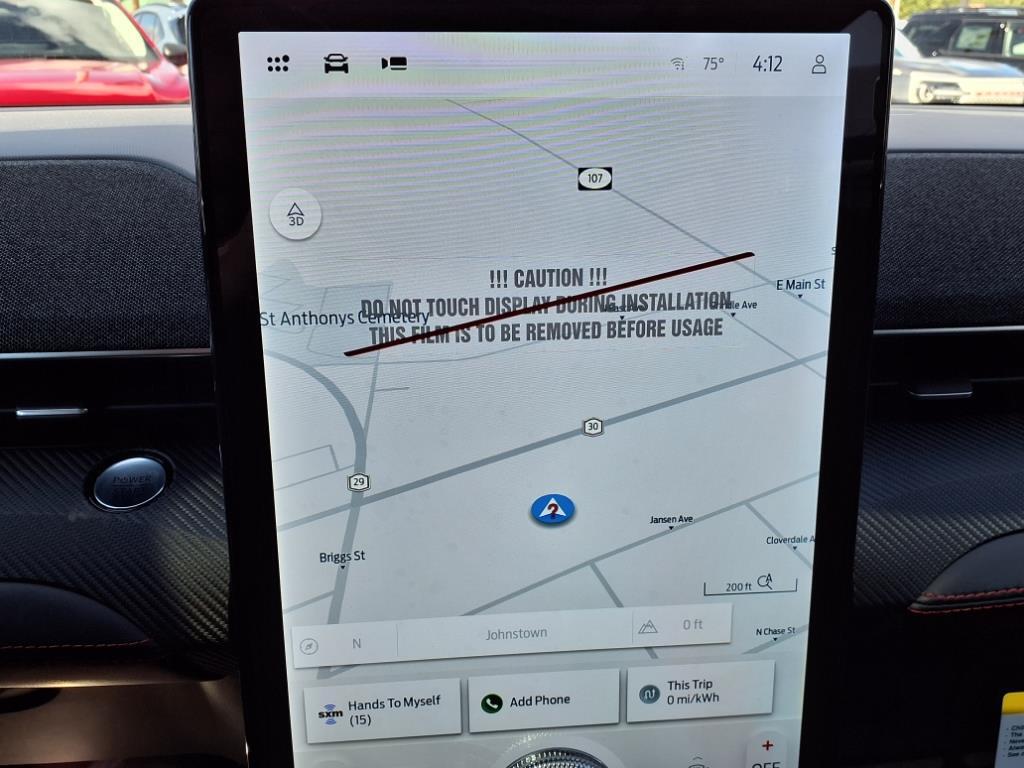 75° 4:12
107
3D
!!! CAUTION !!!
DO NOT TOUCH DISPLAY DURING INSTALLATION
THIS FILM IS TO BE REMOVED BEFORE USAGE
E Main St
St Anthonys Cemetery
30
29
?
POWER
Jansen Ave
Briggs St
Cloverdale A
200 ft
N Chase St
N Johnstown 0 ft
sxm Hands To Myself
(15)
Add Phone
This Trip
0 mi/kWh
+
OFF